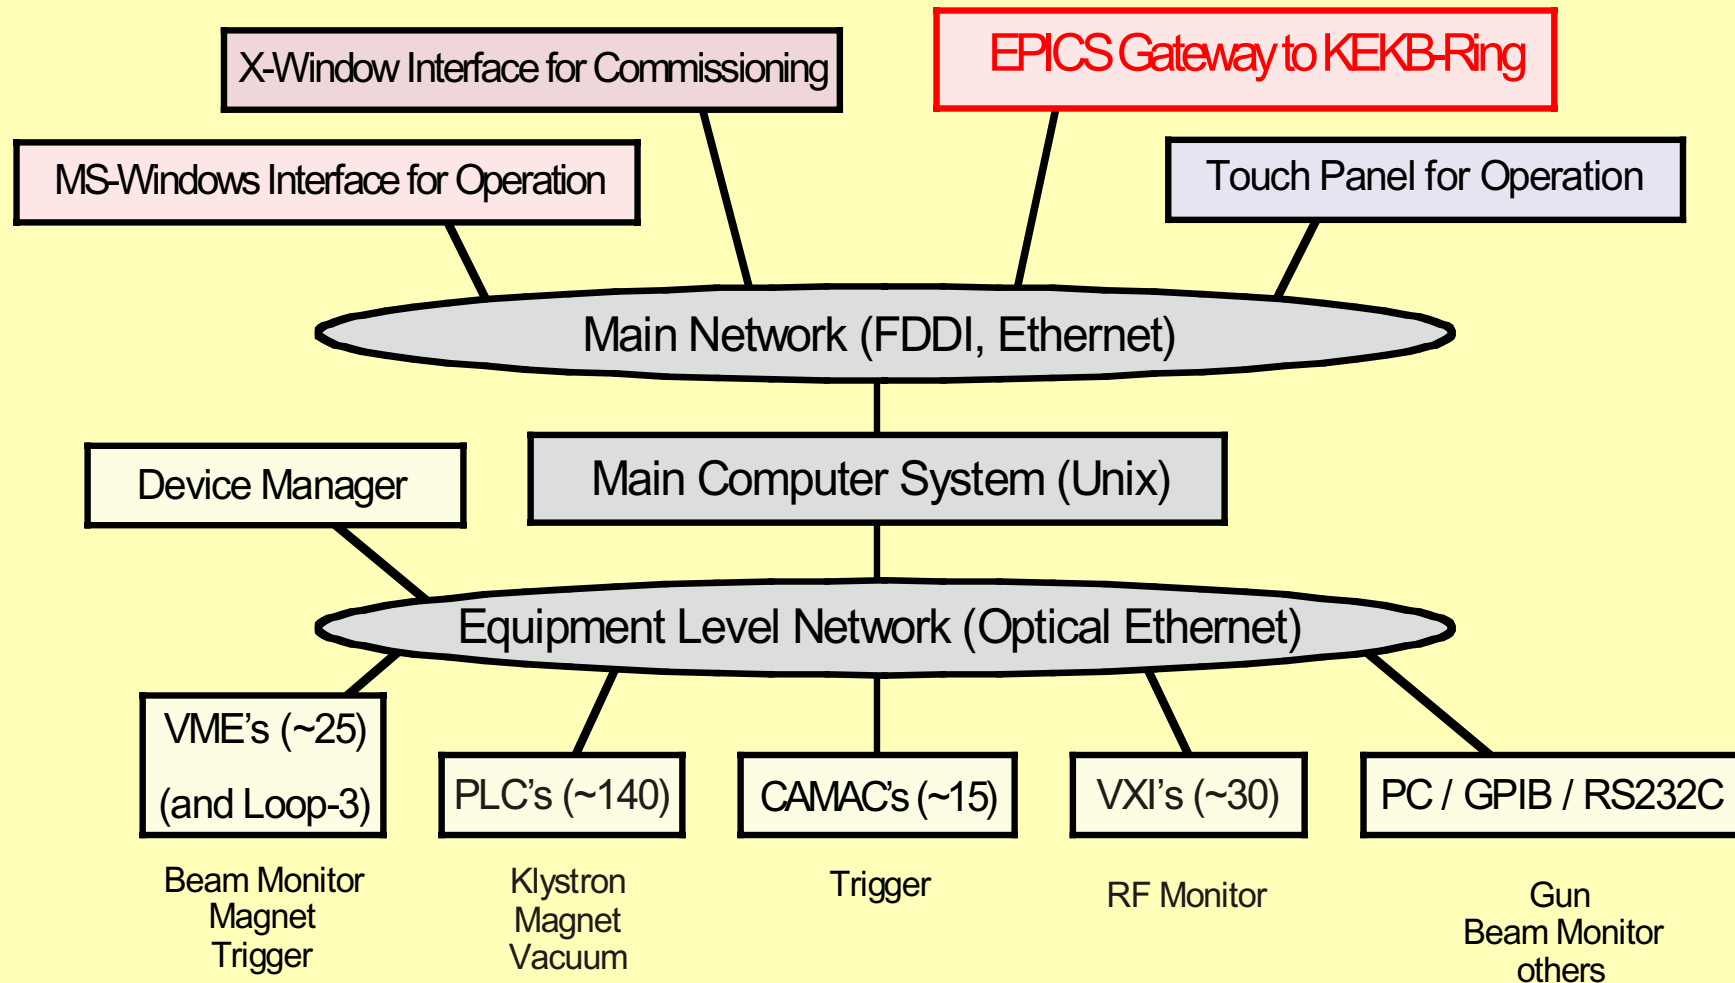 X-Window Interface for Commissioning
EPICS Gateway to KEKB-Ring
MS-Windows Interface for Operation
Touch Panel for Operation
Main Network (FDDI, Ethernet)
Device Manager
Main Computer System (Unix)
Equipment Level Network (Optical Ethernet)
VME's (~25)
(and Loop-3)
PLC's (~140)
CAMAC's (~15)
VXI's (~30)
PC / GPIB / RS232C
Beam Monitor
Magnet
Trigger
Klystron
Magnet
Vacuum
Trigger
RF Monitor
Gun
Beam Monitor
others